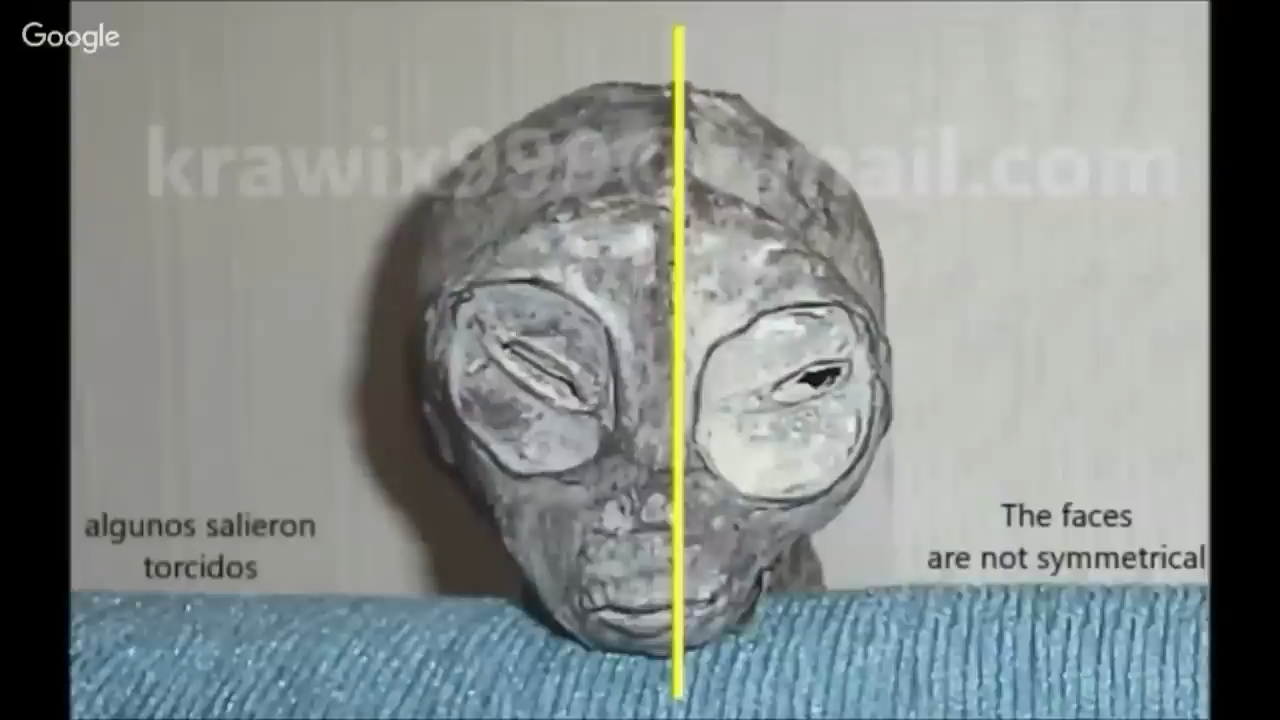 Google
algunos salieron
torcidos
The faces
are not symmetrical